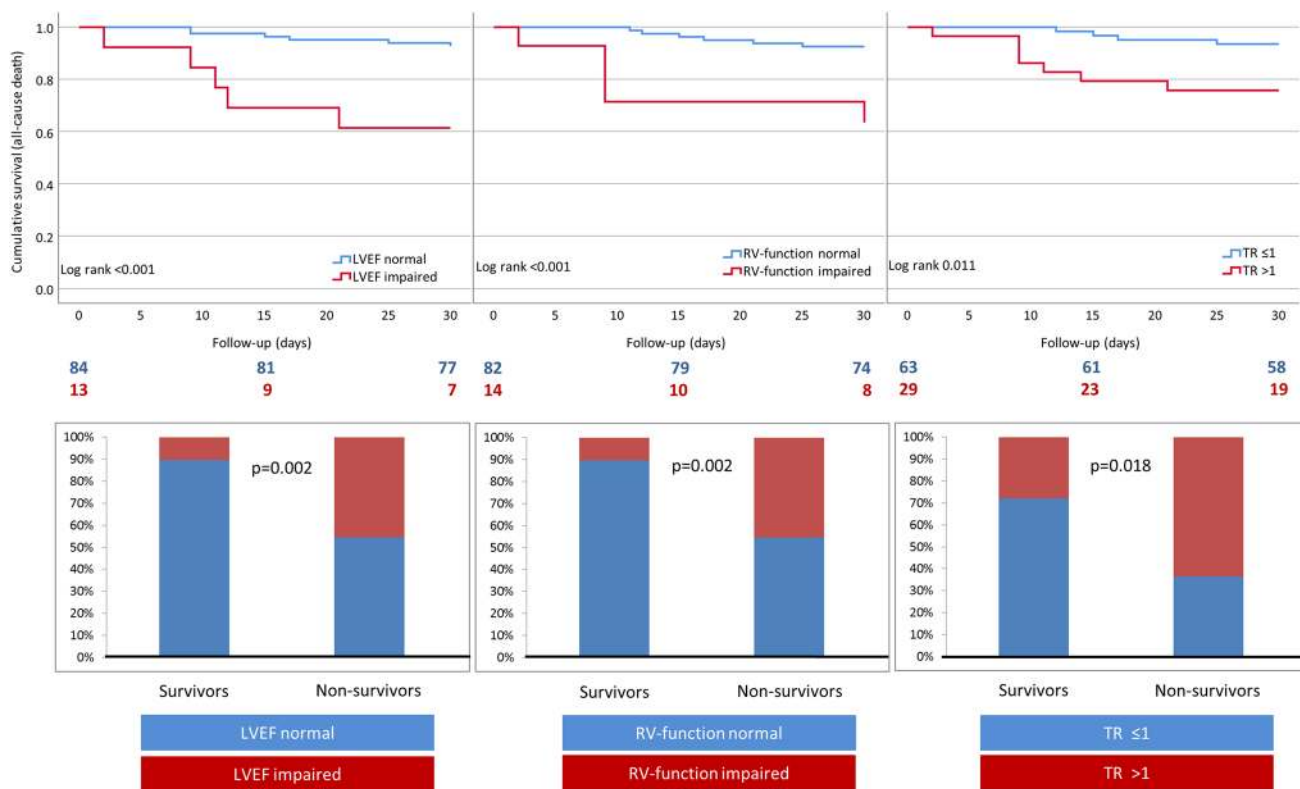 Cumulative survival (all-cause death)
1.0
0.8
0.6
0.4
0.2
0.0
Log rank <0.001
LVEF normal
LVEF impaired
0 5 10 15 20 25 30
Follow-up (days)
84 81 77
13 9 7
Log rank <0.001
RV-function normal
RV-function impaired
0 5 10 15 20 25 30
Follow-up (days)
82 79 74
14 10 8
Log rank 0.011
TR ≤1
TR >1
0 5 10 15 20 25 30
Follow-up (days)
63 61 58
29 23 19
100%
90%
80%
70%
60%
50%
40%
30%
20%
10%
0%
p=0.002
Survivors Non-survivors
LVEF normal
LVEF impaired
100%
90%
80%
70%
60%
50%
40%
30%
20%
10%
0%
p=0.002
Survivors Non-survivors
RV-function normal
RV-function impaired
100%
90%
80%
70%
60%
50%
40%
30%
20%
10%
0%
p=0.018
Survivors Non-survivors
TR ≤1
TR >1